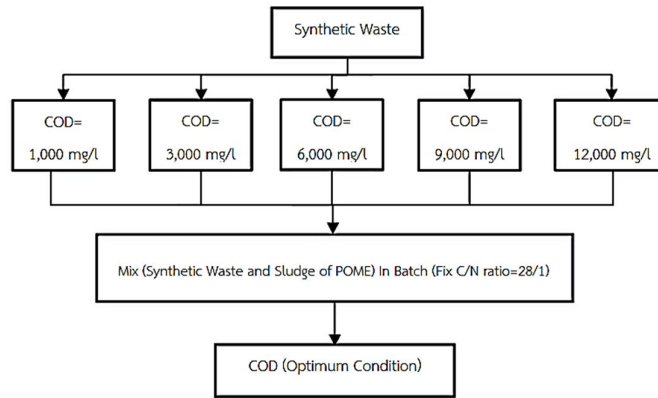 Synthetic Waste
COD=
1,000 mg/l
COD=
3,000 mg/l
COD=
6,000 mg/l
COD=
9,000 mg/l
COD=
12,000 mg/l
Mix (Synthetic Waste and Sludge of POME) In Batch (Fix C/N ratio=28/1)
COD (Optimum Condition)